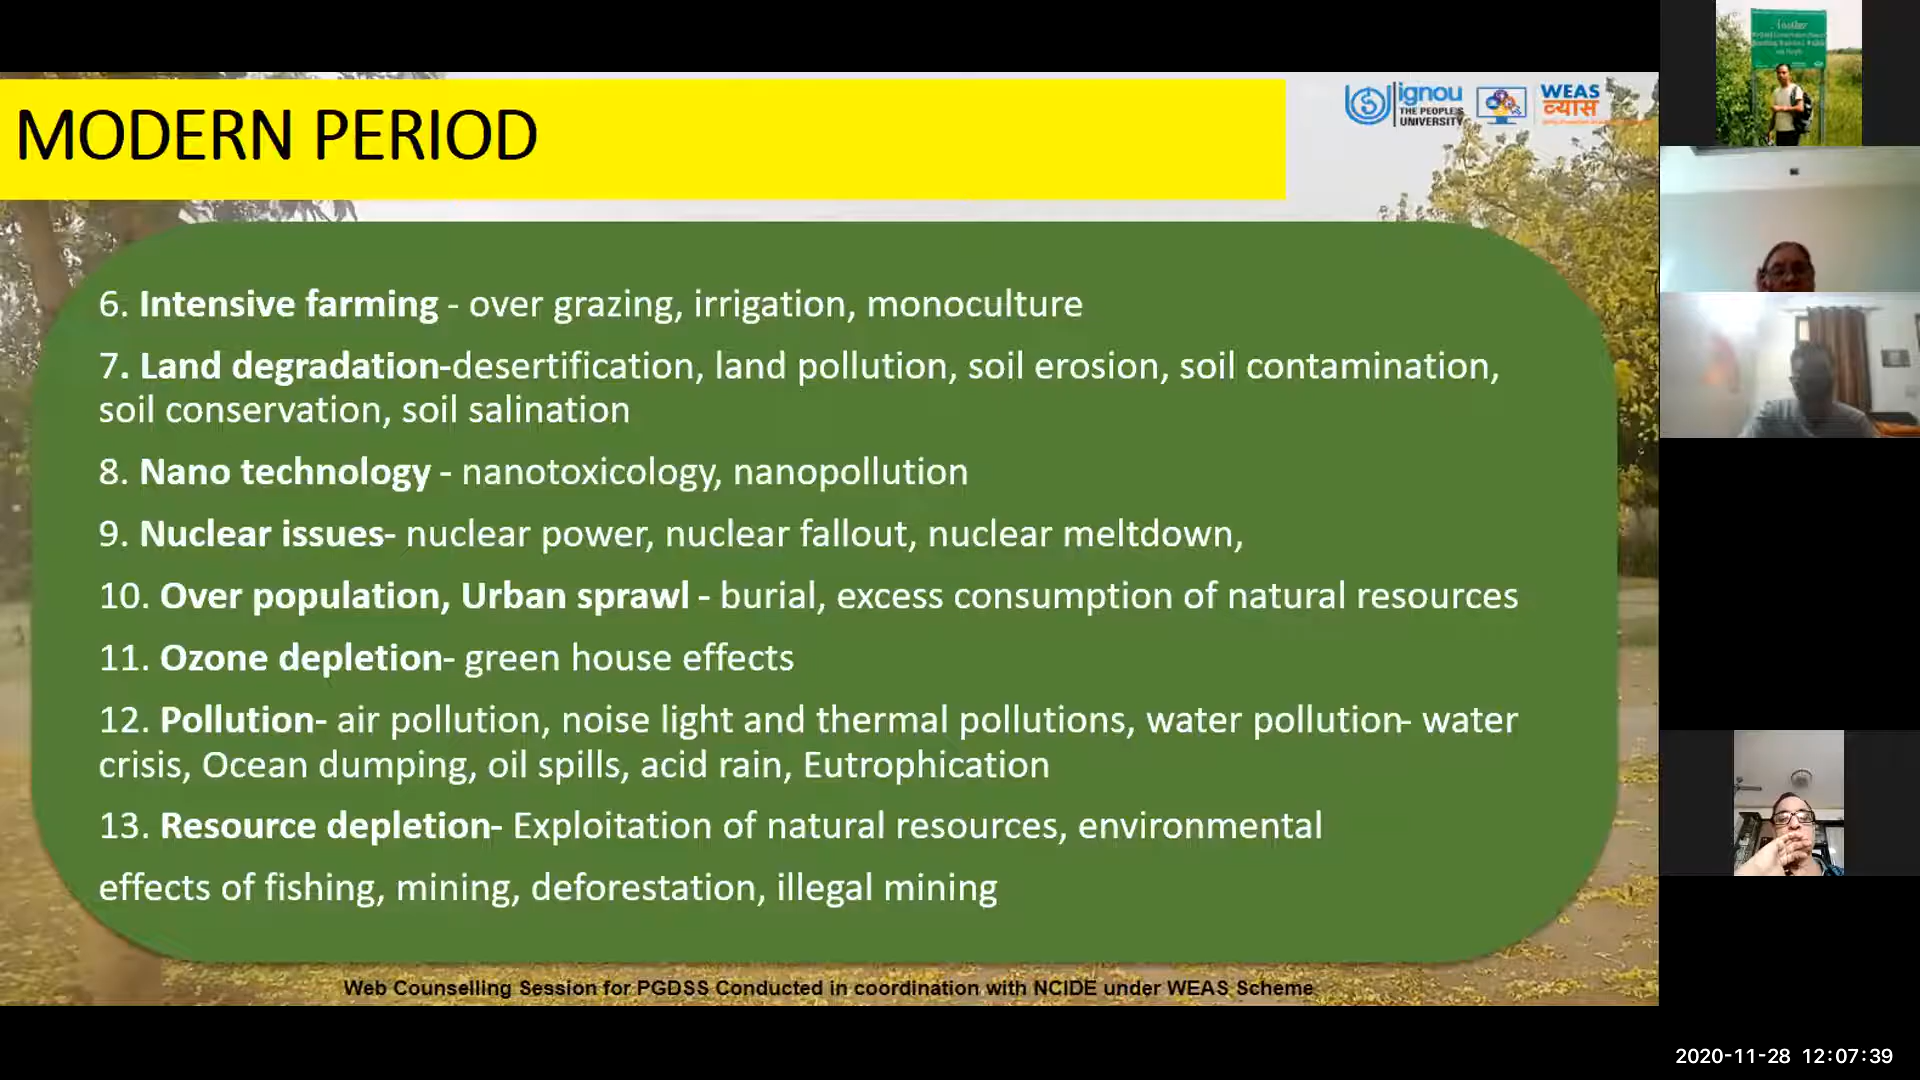 MODERN PERIOD
ignou
THE PEOPLE'S
UNIVERSITY
WEAS
व्यास
6. Intensive farming - over grazing, irrigation, monoculture
7. Land degradation-desertification, land pollution, soil erosion, soil contamination,
soil conservation, soil salination
8. Nano technology - nanotoxicology, nanopollution
9. Nuclear issues- nuclear power, nuclear fallout, nuclear meltdown,
10. Over population, Urban sprawl - burial, excess consumption of natural resources
11. Ozone depletion- green house effects
12. Pollution- air pollution, noise light and thermal pollutions, water pollution- water
crisis, Ocean dumping, oil spills, acid rain, Eutrophication
13. Resource depletion- Exploitation of natural resources, environmental
effects of fishing, mining, deforestation, illegal mining
Web Counselling Session for PGDSS Conducted in coordination with NCIDE under WEAS Scheme
2020-11-28 12:07:39